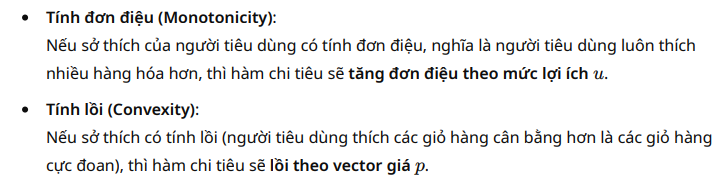 • Tính đơn điệu (Monotonicity):
Nếu sở thích của người tiêu dùng có tính đơn điệu, nghĩa là người tiêu dùng luôn thích
nhiều hàng hóa hơn, thì hàm chi tiêu sẽ tăng đơn điệu theo mức lợi ích u.
• Tính lồi (Convexity):
Nếu sở thích có tính lồi (người tiêu dùng thích các giỏ hàng cân bằng hơn là các giỏ hàng
cực đoan), thì hàm chi tiêu sẽ lồi theo vector giá p.